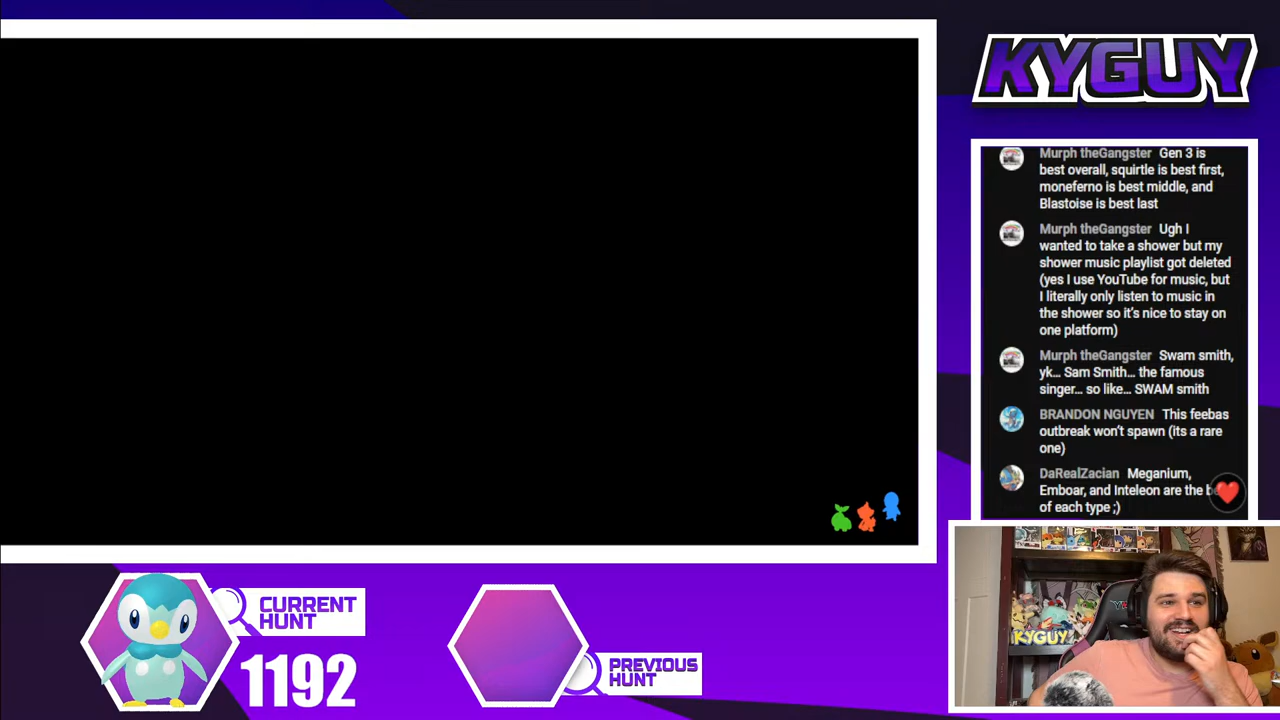 KYGUY
Murph theGangster Gen 3 is
best overall, squirtle is best first,
moneferno is best middle, and
Blastoise is best last
Murph theGangster Ugh I
wanted to take a shower but my
shower music playlist got deleted
(yes I use YouTube for music, but
I literally only listen to music in
the shower so it's nice to stay on
one platform)
Murph theGangster Swam smith,
yk... Sam Smith... the famous
singer... so like... SWAM smith
BRANDON NGUYEN This feebas
outbreak won't spawn (its a rare
one)
DaRealZacian Meganium,
Emboar, and Inteleon are the
of each type ;)
CURRENT
HUNT
1192
PREVIOUS
HUNT
KYGUY